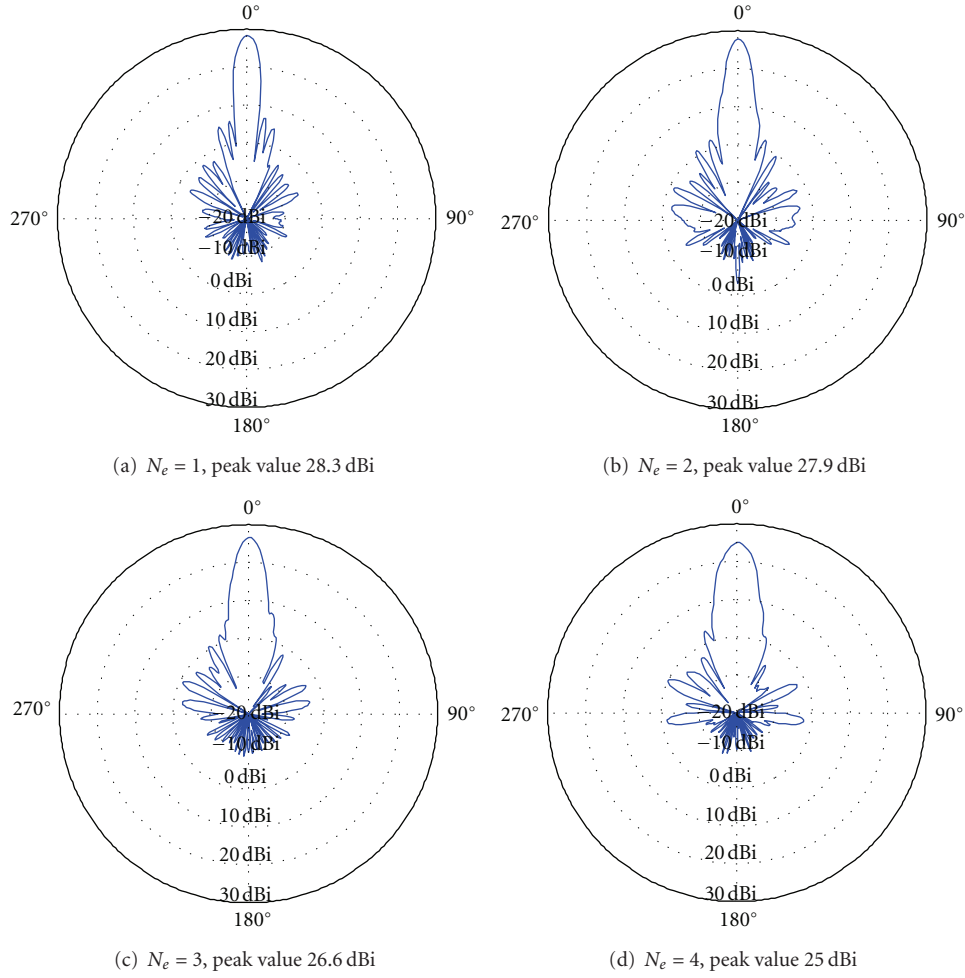 0°
0°
270°
−20 dBi
90°
270°
−20 dBi
90°
−10 dBi
−10 dBi
0 dBi
0 dBi
10 dBi
10 dBi
20 dBi
20 dBi
30 dBi
30 dBi
180°
180°
(a) Nₑ = 1, peak value 28.3 dBi
(b) Nₑ = 2, peak value 27.9 dBi
0°
0°
270°
−20 dBi
90°
270°
−20 dBi
90°
−10 dBi
−10 dBi
0 dBi
0 dBi
10 dBi
10 dBi
20 dBi
20 dBi
30 dBi
30 dBi
180°
180°
(c) Nₑ = 3, peak value 26.6 dBi
(d) Nₑ = 4, peak value 25 dBi